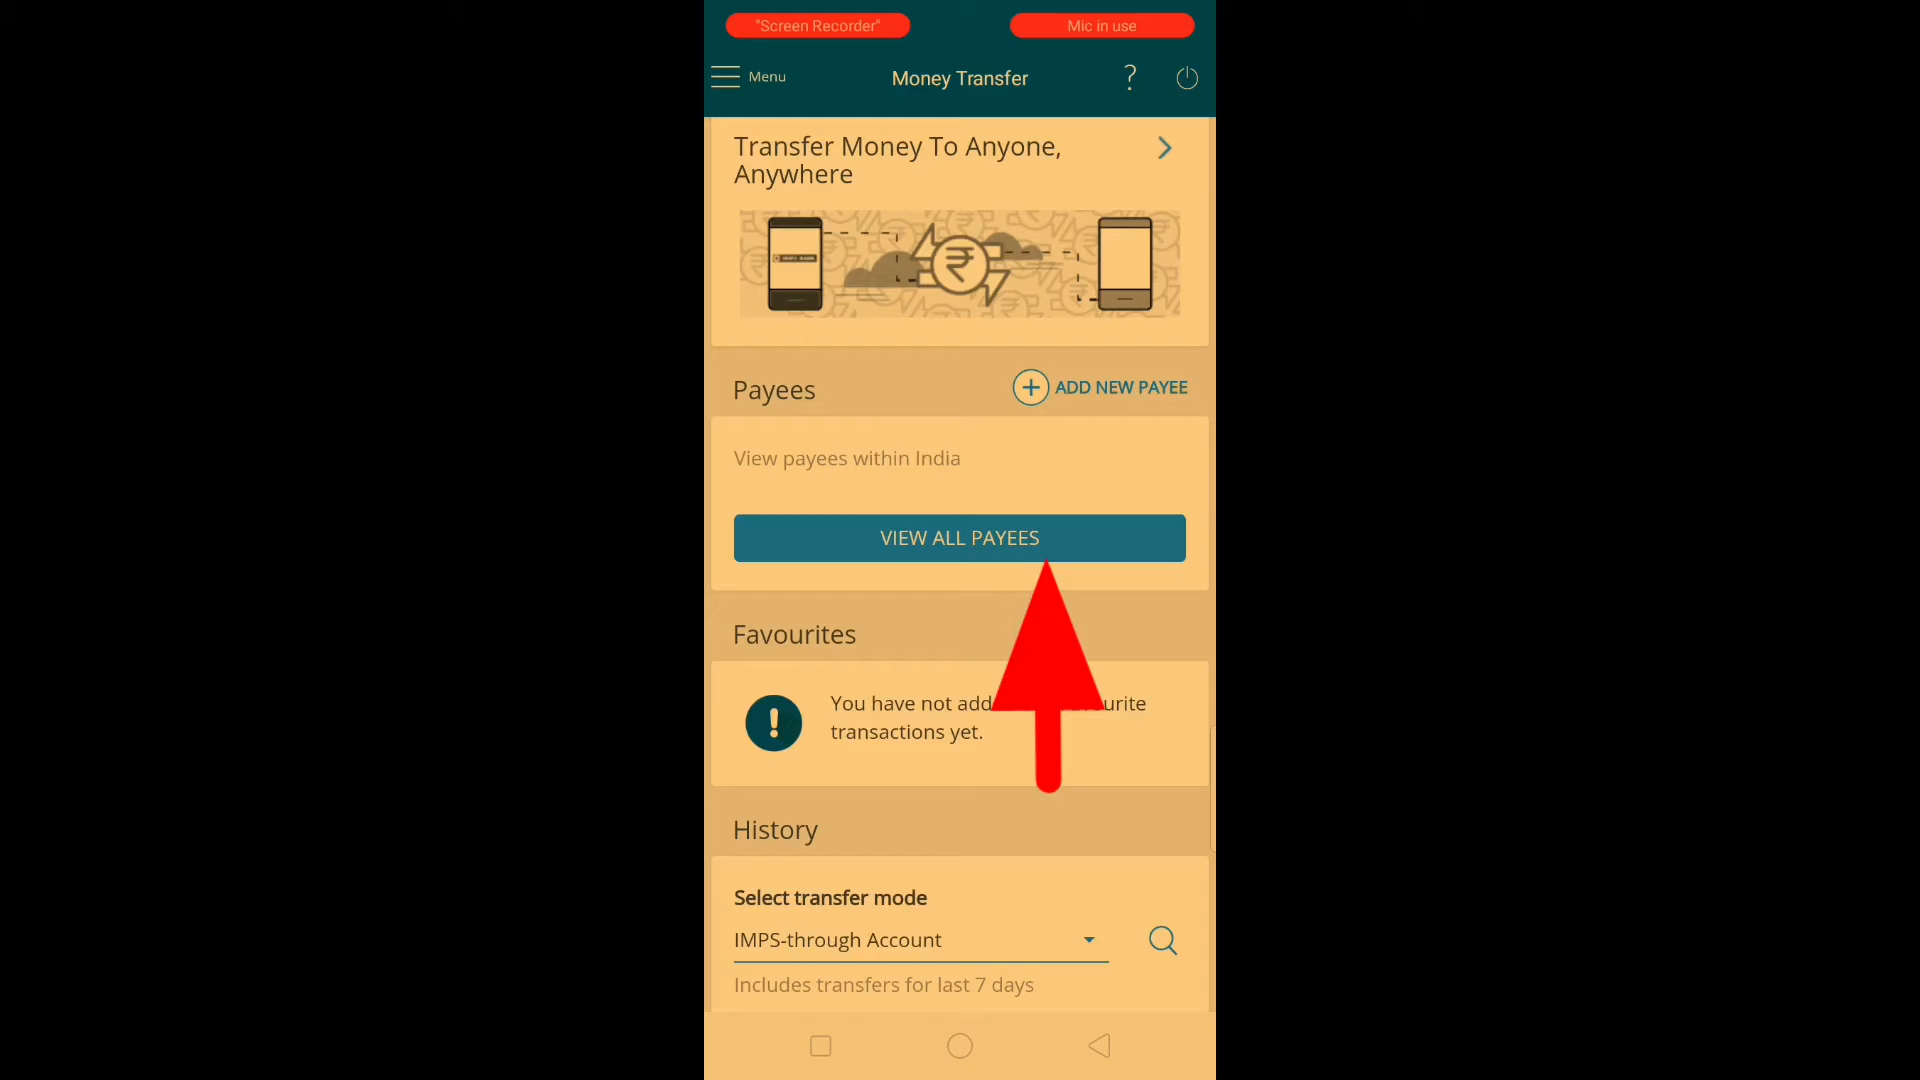 "Screen Recorder"
Mic in use
Menu
Money Transfer
?
Transfer Money To Anyone,
Anywhere
Payees
ADD NEW PAYEE
View payees within India
VIEW ALL PAYEES
Favourites
You have not urite
transactions yet.
History
Select transfer mode
IMPS-through Account
Includes transfers for last 7 days